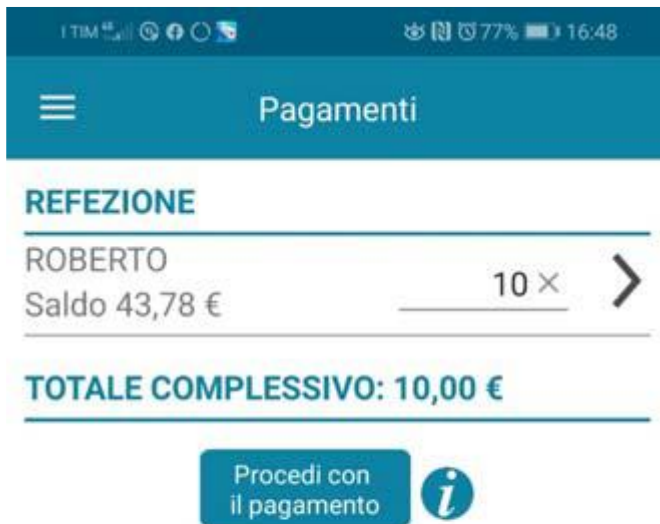 I TIM 77% 16:48
Pagamenti
REFEZIONE
ROBERTO
10 ×
Saldo 43,78 €
TOTALE COMPLESSIVO: 10,00 €
Procedi con
il pagamento
i